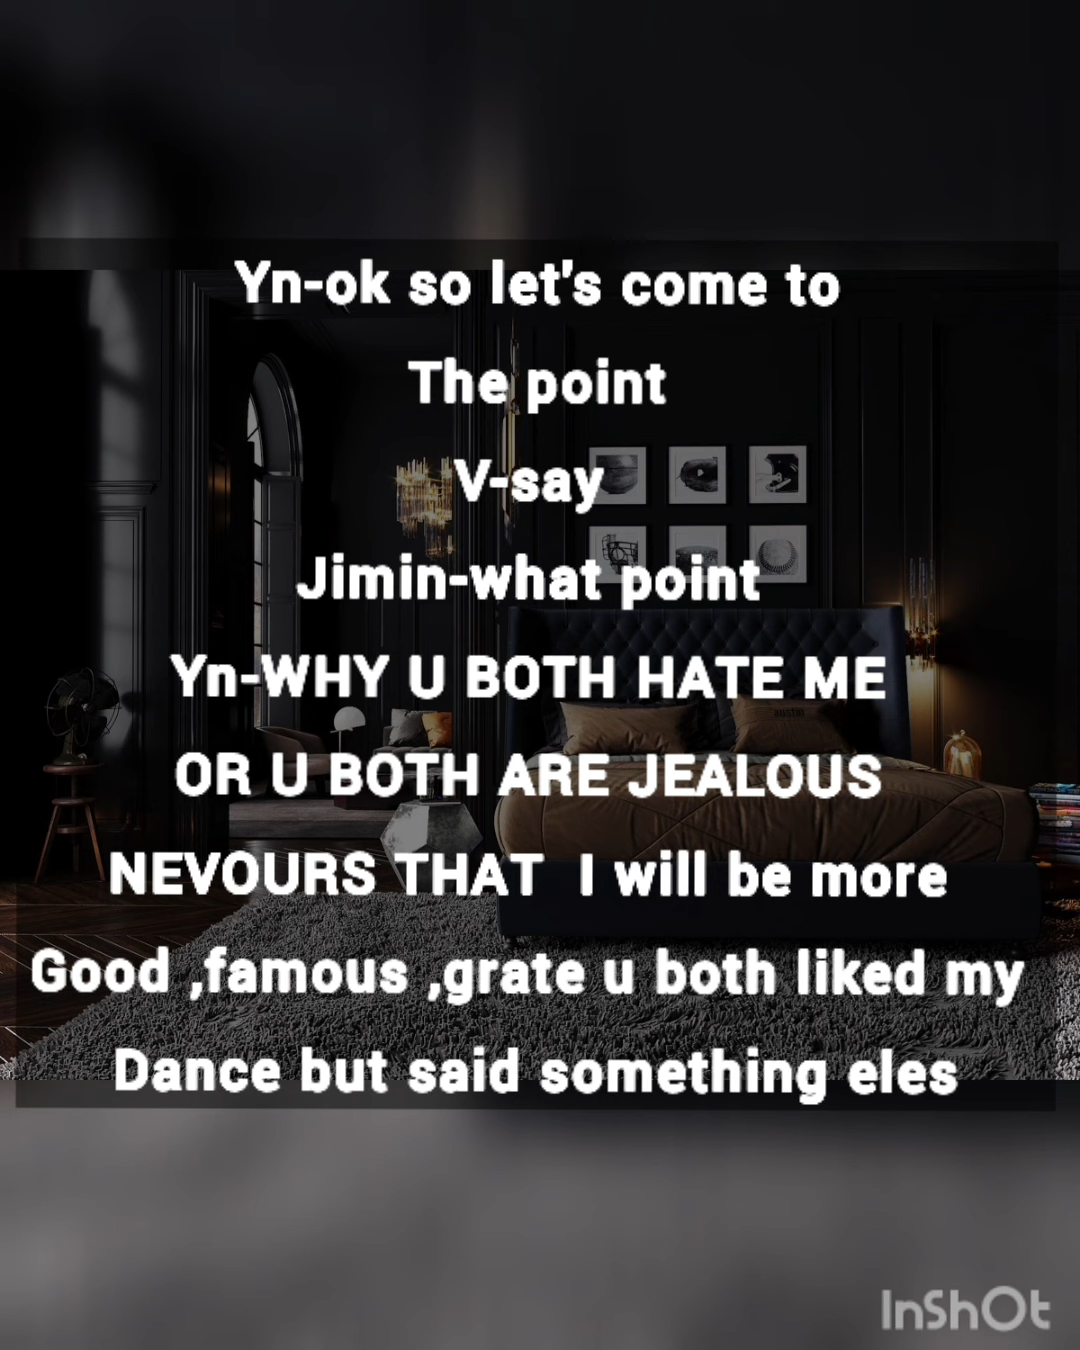 Yn-ok so let's come to
The point
V-say
Jimin-what point
Yn-WHY U BOTH HATE ME
OR U BOTH ARE JEALOUS
NEVOURS THAT I will be more
Good ,famous ,grate u both liked my
Dance but said something eles
austin
InShOt